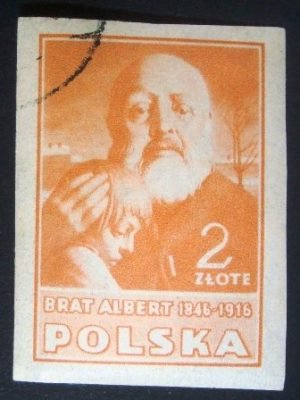 2
ZŁOTE
BRAT ALBERT 1846-1916
POLSKA